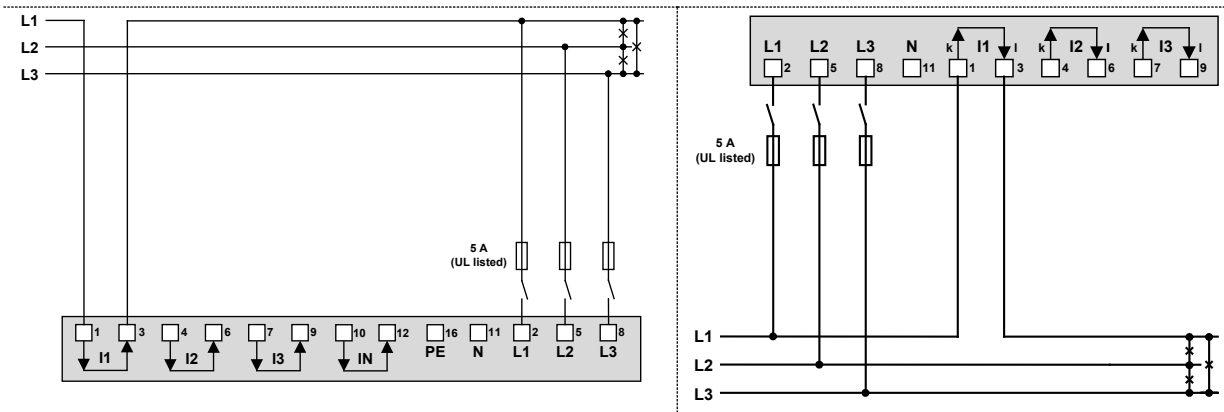 L1
L2
L3
5 A
(UL listed)
1 3 4 6 7 9 10 12 16 11 2 5 8
I1 I2 I3 IN PE N L1 L2 L3
L1 L2 L3 N k I1 l k I2 l k I3 l
2 5 8 11 1 3 4 6 7 9
5 A
(UL listed)
L1
L2
L3